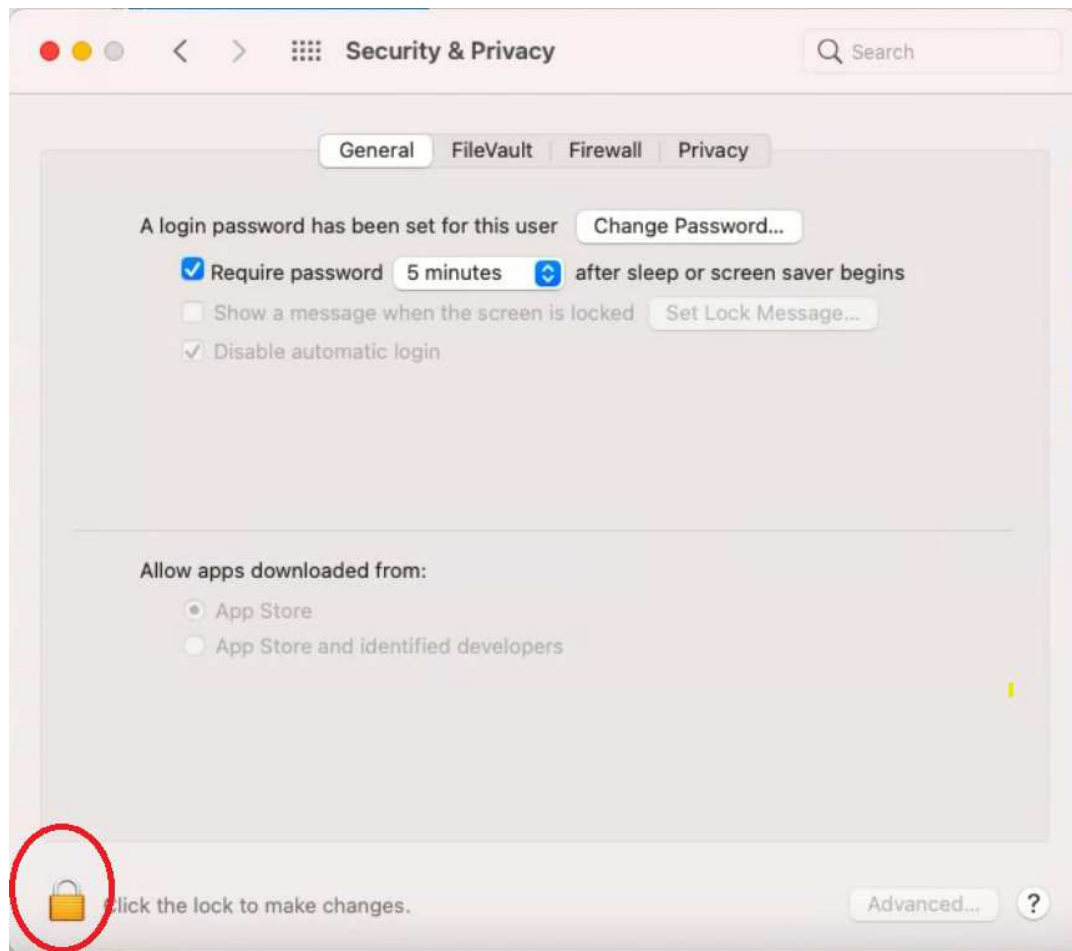 Security & Privacy
Search
General FileVault Firewall Privacy
A login password has been set for this user Change Password...
Require password 5 minutes after sleep or screen saver begins
Show a message when the screen is locked Set Lock Message...
Disable automatic login
Allow apps downloaded from:
App Store
App Store and identified developers
Click the lock to make changes.
Advanced... ?